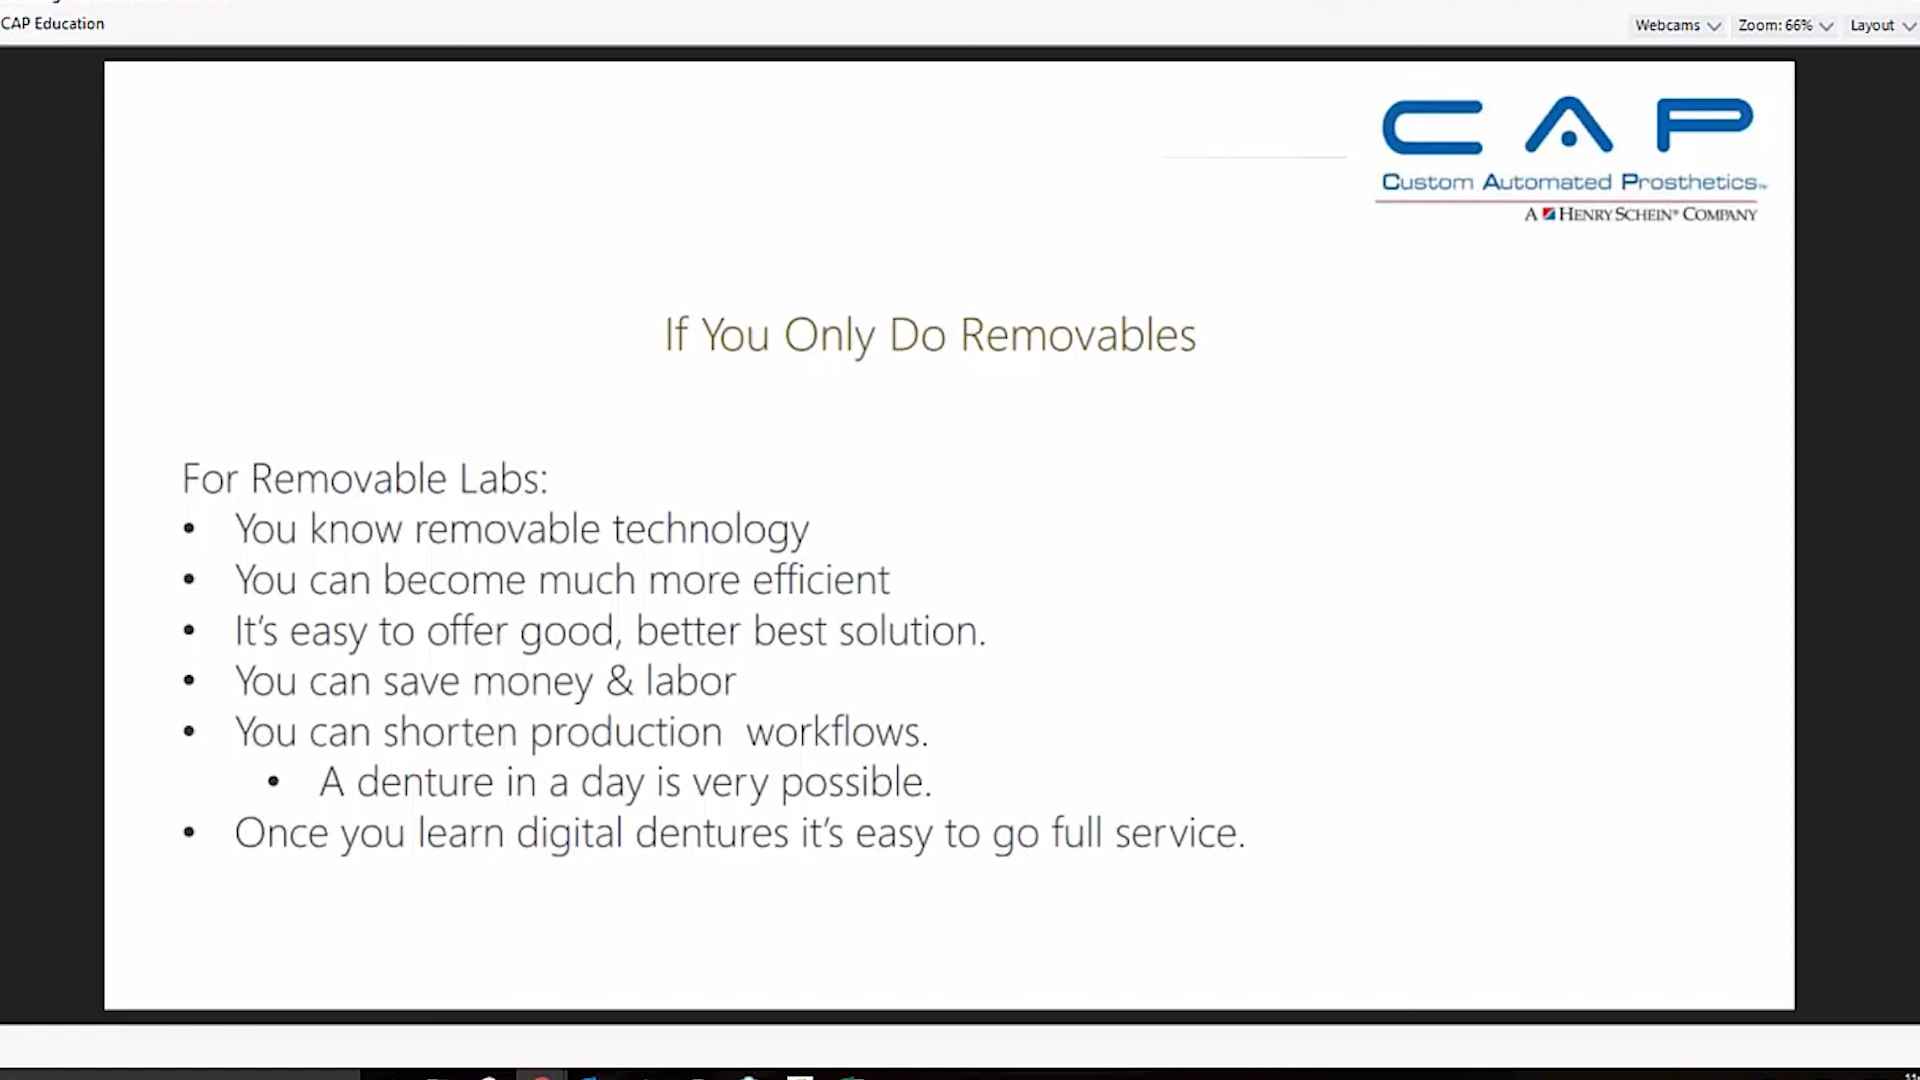 CAP Education
Webcams
Zoom: 66%
Layout
CAP
Custom Automated Prosthetics™
A HENRY SCHEIN® COMPANY
If You Only Do Removables
For Removable Labs:
• You know removable technology
• You can become much more efficient
• It’s easy to offer good, better best solution.
• You can save money & labor
• You can shorten production  workflows.
• A denture in a day is very possible.
• Once you learn digital dentures it’s easy to go full service.